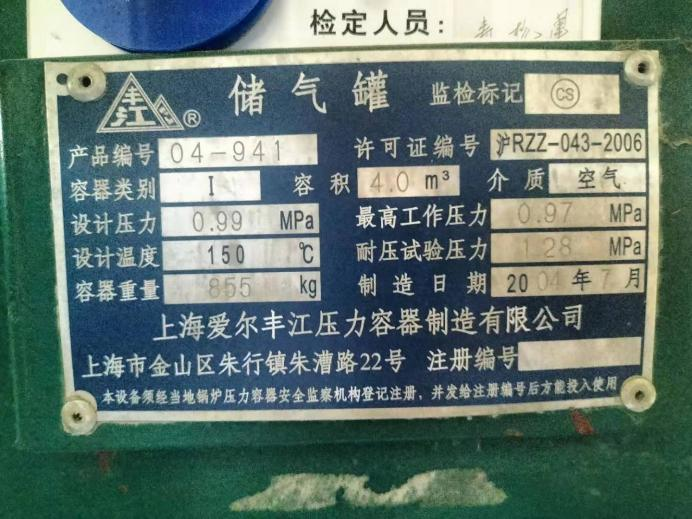 检定人员:
丰江 ® 储气罐 监检标记 CS
产品编号 04-941 许可证编号 沪RZZ-043-2006
容器类别 I 容积 4.0 m³ 介质 空气
设计压力 0.99 MPa 最高工作压力 0.97 MPa
设计温度 150 ℃ 耐压试验压力 1.28 MPa
容器重量 855 kg 制造日期 2004年7月
上海爱尔丰江压力容器制造有限公司
上海市金山区朱行镇朱漕路22号 注册编号
本设备须经当地锅炉压力容器安全监察机构登记注册，并发给注册编号后方能投入使用